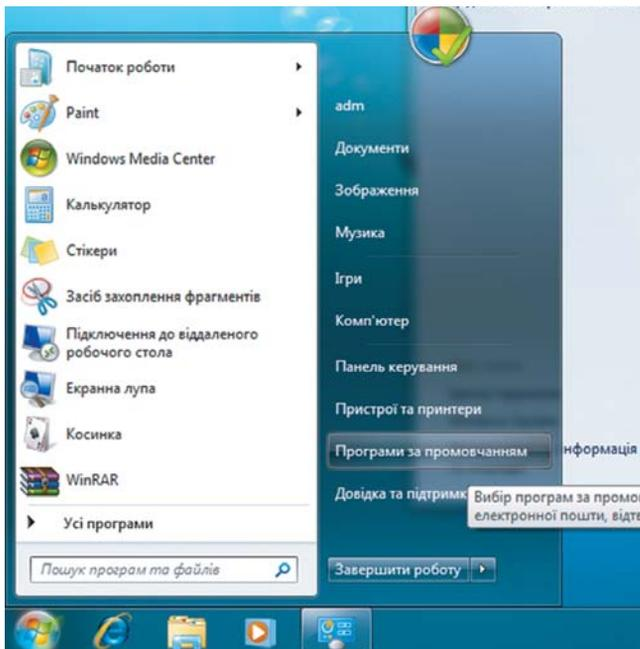 Початок роботи
Paint
Windows Media Center
Калькулятор
Стікери
Засіб захоплення фрагментів
Підключення до віддаленого
робочого стола
Екранна лупа
Косинка
WinRAR
Усі програми
Пошук програм та файлів
adm
Документи
Зображення
Музика
Ігри
Комп'ютер
Панель керування
Пристрої та принтери
Програми за промовчанням
Довідка та підтримк
Завершити роботу
нформація
Вибір програм за промо
електронної пошти, відт